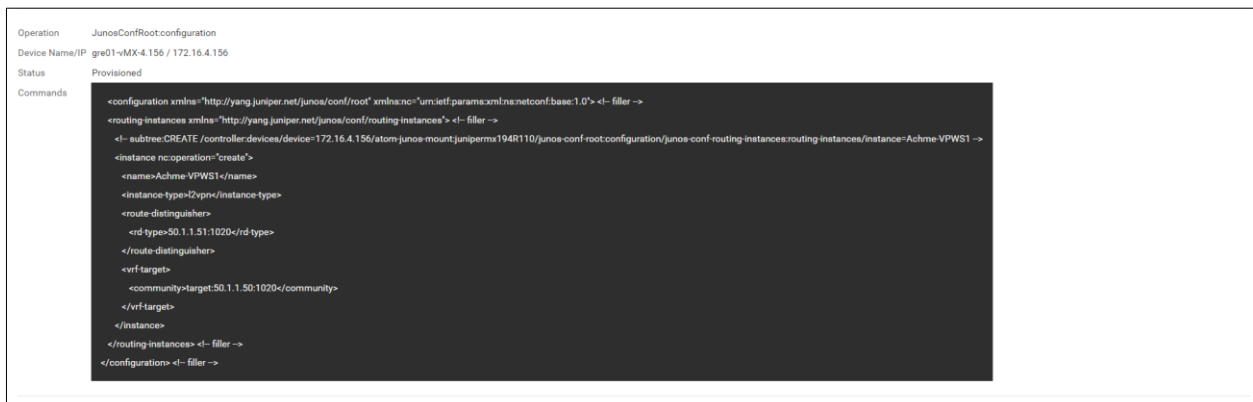 Operation JunosConfRoot:configuration
Device Name/IP gre01-vMX-4.156 / 172.16.4.156
Status Provisioned
Commands
<configuration xmlns="http://yang.juniper.net/junos/conf/root" xmlns:nc="urn:ietf:params:xml:ns:netconf:base:1.0"> <!-- filler -->
<routing-instances xmlns="http://yang.juniper.net/junos/conf/routing-instances"> <!-- filler -->
<!-- subtree:CREATE /controller:devices/device=172.16.4.156/atom-junos-mount:junipermx194R110/junos-conf-root:configuration/junos-conf-routing-instances:routing-instances/instance=Achme-VPWS1 -->
<instance nc:operation="create">
<name>Achme-VPWS1</name>
<instance-type>l2vpn</instance-type>
<route-distinguisher>
<rd-type>50.1.1.51:1020</rd-type>
</route-distinguisher>
<vrf-target>
<community>target:50.1.1.50:1020</community>
</vrf-target>
</instance>
</routing-instances> <!-- filler -->
</configuration> <!-- filler -->